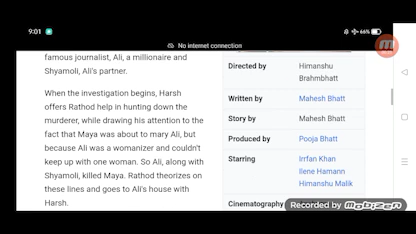 9:01
66%
No internet connection
famous journalist, Ali, a millionaire and
Shyamoli, Ali's partner.
When the investigation begins, Harsh
offers Rathod help in hunting down the
murderer, while drawing his attention to the
fact that Maya was about to mary Ali, but
because Ali was a womanizer and couldn't
keep up with one woman. So Ali, along with
Shyamoli, killed Maya. Rathod theorizes on
these lines and goes to Ali's house with
Harsh.
Directed by Himanshu
Brahmbhatt
Written by Mahesh Bhatt
Story by Mahesh Bhatt
Produced by Pooja Bhatt
Starring Irrfan Khan
Ilene Hamann
Himanshu Malik
Cinematography
Recorded by
MOBIZEN